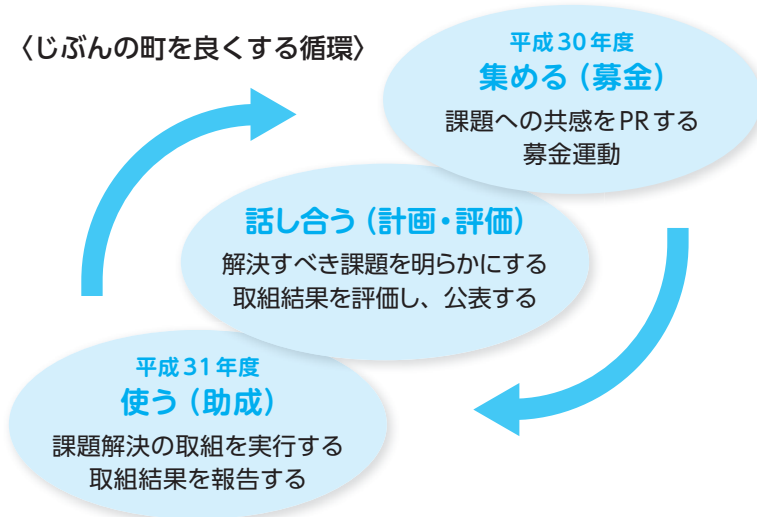 〈じぶんの町を良くする循環〉
平成30年度
集める（募金）
課題への共感をPRする
募金運動
話し合う（計画・評価）
解決すべき課題を明らかにする
取組結果を評価し、公表する
平成31年度
使う（助成）
課題解決の取組を実行する
取組結果を報告する